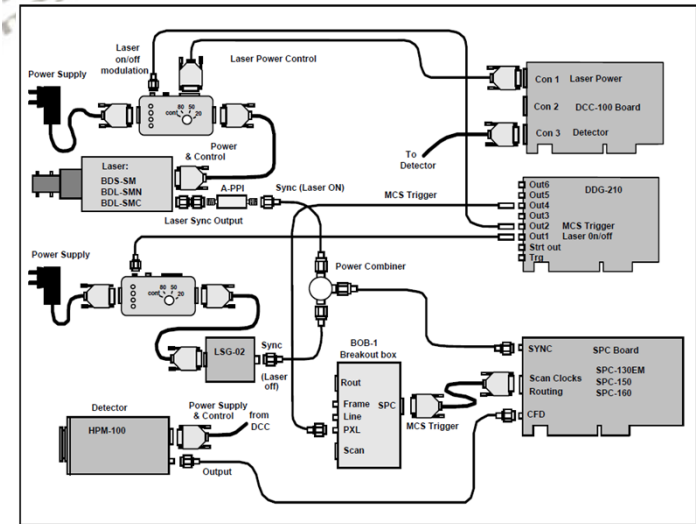 Laser
on/off
modulation
Laser Power Control
Power Supply
80
50
cont
20
Con 1 Laser Power
Con 2 DCC-100 Board
Con 3 Detector
To
Detector
Power
& Control
Laser:
BDS-SM
BDL-SMN
BDL-SMC
A-PPI
Sync (Laser ON)
Laser Sync Output
MCS Trigger
DDG-210
Out6
Out5
Out4
Out3
Out2 MCS Trigger
Out1 Laser 0n/off
Strt out
Trg
Power Supply
80
50
cont
20
Power Combiner
LSG-02
Sync
(Laser
off)
BOB-1
Breakout box
Rout
Frame
Line
PXL
Scan
SPC
MCS Trigger
SYNC SPC Board
Scan Clocks
Routing
SPC-130EM
SPC-150
SPC-160
CFD
Detector
HPM-100
Power Supply
& Control
from
DCC
Output